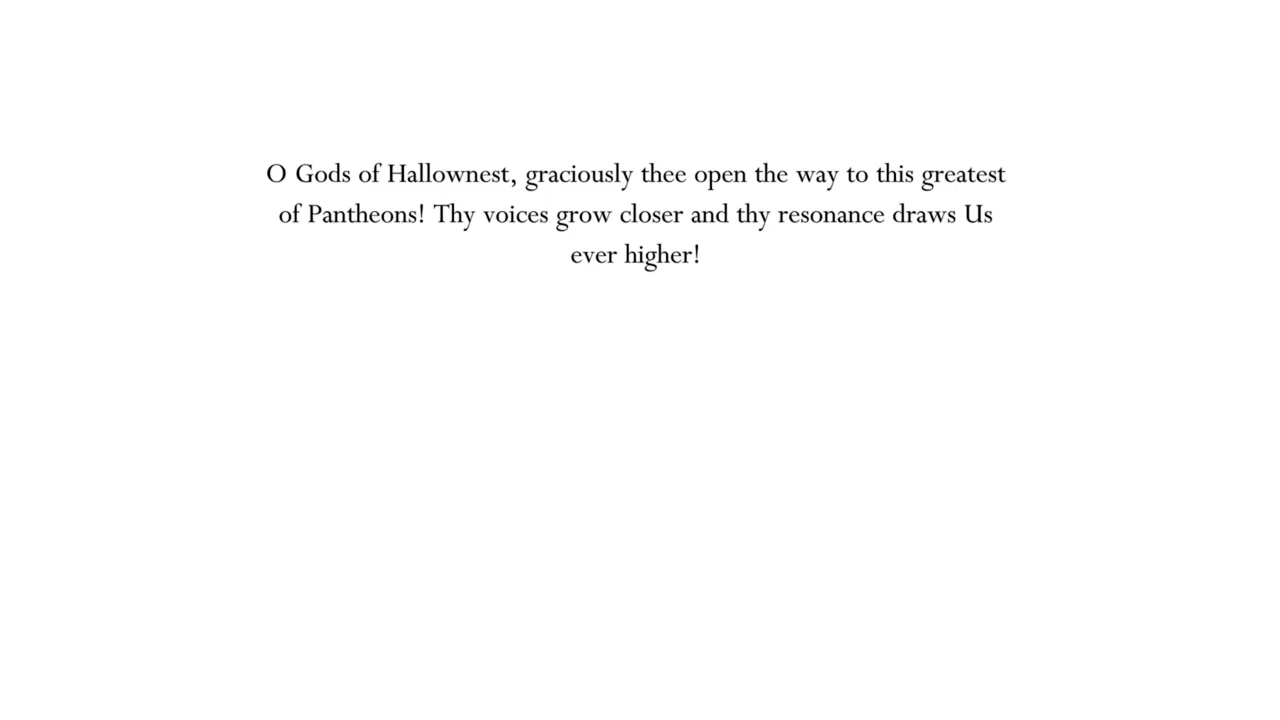 O Gods of Hallownest, graciously thee open the way to this greatest
of Pantheons! Thy voices grow closer and thy resonance draws Us
ever higher!